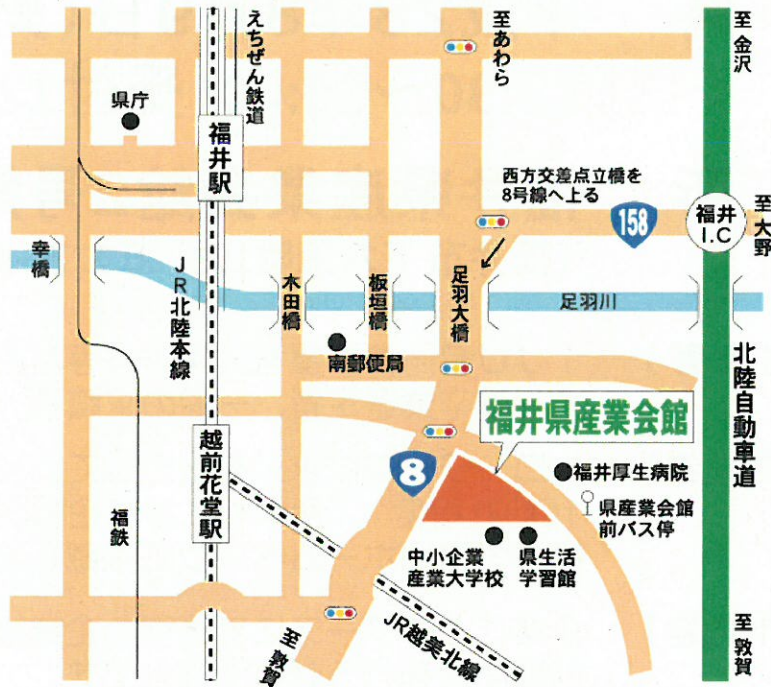 えちぜん鉄道
至あわら
至金沢
県庁
福井駅
西方交差点立橋を
8号線へ上る
158
福井
I.C
至大野
幸橋
JR北陸本線
木田橋
板垣橋
足羽大橋
足羽川
南郵便局
北陸自動車道
福井県産業会館
越前花堂駅
8
福井厚生病院
県産業会館
前バス停
福鉄
中小企業
産業大学校
県生活
学習館
JR越美北線
至敦賀
至敦賀